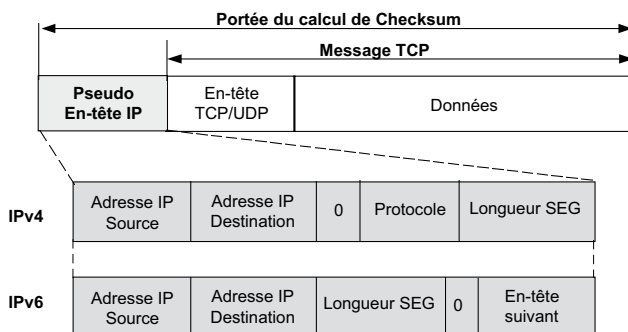 Portée du calcul de Checksum
Message TCP
Pseudo
En-tête IP
En-tête
TCP/UDP
Données
IPv4
Adresse IP
Source
Adresse IP
Destination
0
Protocole
Longueur SEG
IPv6
Adresse IP
Source
Adresse IP
Destination
Longueur SEG
0
En-tête
suivant